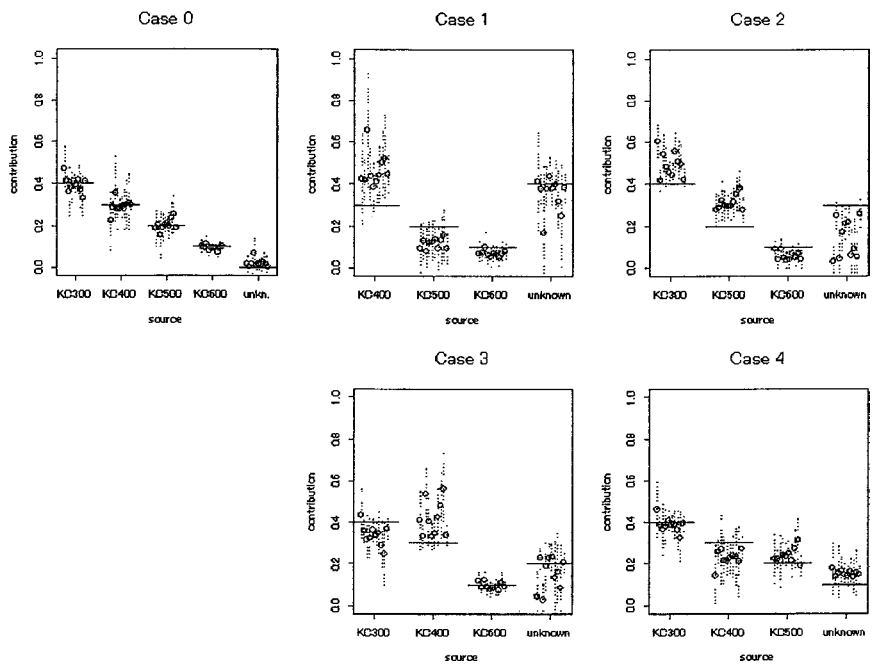 Case 0
Case 1
Case 2
contribution
1.0
0.8
0.6
0.4
0.2
0.0
KC300
KC400
KC500
KC600
unkn.
source
contribution
1.0
0.8
0.6
0.4
0.2
0.0
KC400
KC500
KC600
unknown
source
contribution
1.0
0.8
0.6
0.4
0.2
0.0
KC300
KC500
KC600
unknown
source
Case 3
Case 4
contribution
1.0
0.8
0.6
0.4
0.2
0.0
KC300
KC400
KC600
unknown
source
contribution
1.0
0.8
0.6
0.4
0.2
0.0
KC300
KC400
KC500
unknown
source